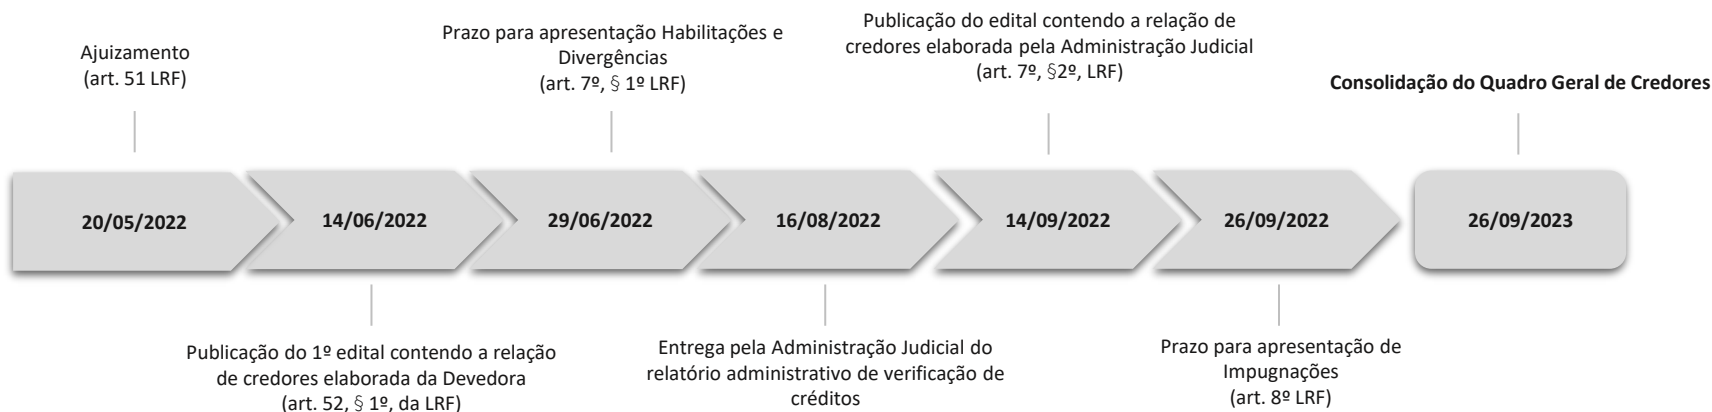 Ajuizamento
(art. 51 LRF)
Prazo para apresentação Habilitações e
Divergências
(art. 7º, § 1º LRF)
Publicação do edital contendo a relação de
credores elaborada pela Administração Judicial
(art. 7º, §2º, LRF)
Consolidação do Quadro Geral de Credores
20/05/2022
14/06/2022
29/06/2022
16/08/2022
14/09/2022
26/09/2022
26/09/2023
Publicação do 1º edital contendo a relação
de credores elaborada da Devedora
(art. 52, § 1º, da LRF)
Entrega pela Administração Judicial do
relatório administrativo de verificação de
créditos
Prazo para apresentação de
Impugnações
(art. 8º LRF)